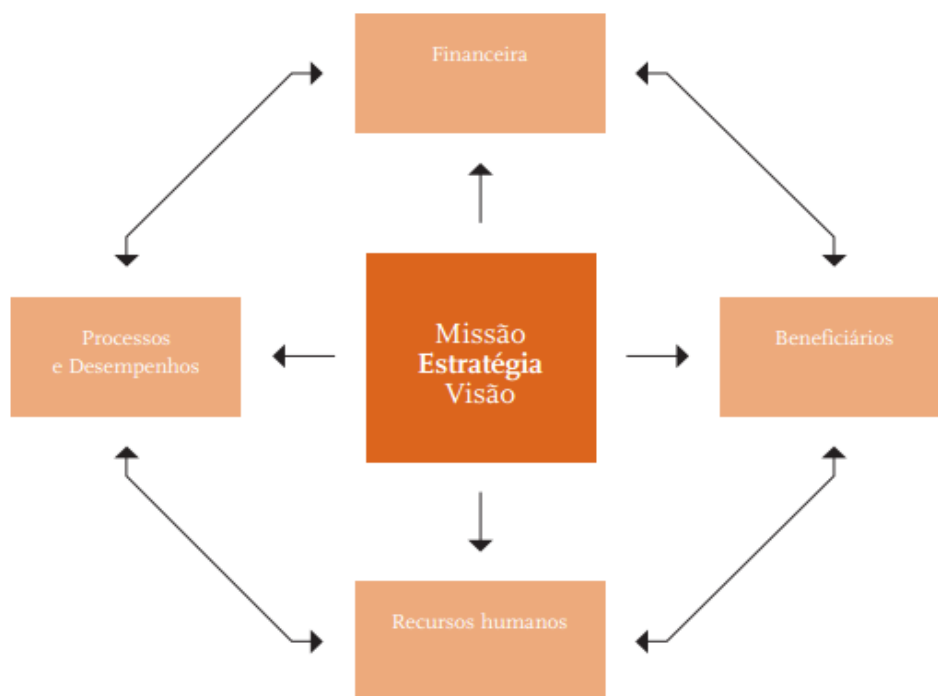 Financeira
Processos
e Desempenhos
Missão
Estratégia
Visão
Beneficiários
Recursos humanos